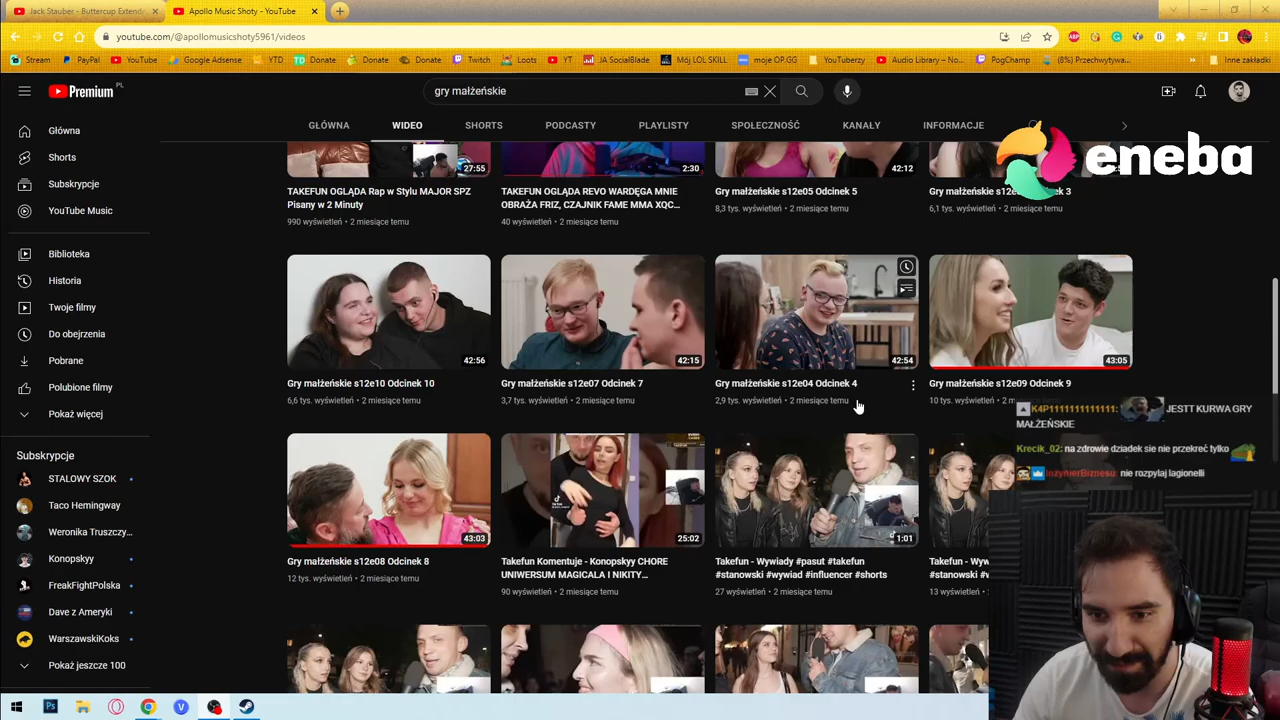 Jack Stauber - Buttercup Extend
Apollo Music Shoty - YouTube
youtube.com/@apollomusicshoty5961/videos
Stream PayPal YouTube Google Adsense YTD Donate Donate Donate Twitch Loots YT JA SocialBlade Mój LOL SKILL moje OP.GG YouTuberzy Audio Library – No... PogChamp (8%) Przechwytywa... Inne zakładki
Premium PL
gry małżeńskie
GŁÓWNA WIDEO SHORTS PODCASTY PLAYLISTY SPOŁECZNOŚĆ KANAŁY INFORMACJE
eneba
Główna
Shorts
Subskrypcje
YouTube Music
Biblioteka
Historia
Twoje filmy
Do obejrzenia
Pobrane
Polubione filmy
Pokaż więcej
Subskrypcje
STALOWY SZOK
Taco Hemingway
Weronika Truszczy...
Konopskyy
FreakFightPolska
Dave z Ameryki
WarszawskiKoks
Pokaż jeszcze 100
27:55
TAKEFUN OGLĄDA Rap w Stylu MAJOR SPZ
Pisany w 2 Minuty
990 wyświetleń • 2 miesiące temu
2:30
TAKEFUN OGLĄDA REVO WARDĘGA MNIE
OBRAŻA FRIZ, CZAJNIK FAME MMA XQC...
40 wyświetleń • 2 miesiące temu
42:12
Gry małżeńskie s12e05 Odcinek 5
8,3 tys. wyświetleń • 2 miesiące temu
Gry małżeńskie 3
6,1 tys. wyświetleń • 2 miesiące temu
42:56
Gry małżeńskie s12e10 Odcinek 10
6,6 tys. wyświetleń • 2 miesiące temu
42:15
Gry małżeńskie s12e07 Odcinek 7
3,7 tys. wyświetleń • 2 miesiące temu
42:54
Gry małżeńskie s12e04 Odcinek 4
2,9 tys. wyświetleń • 2 miesiące temu
43:05
Gry małżeńskie s12e09 Odcinek 9
10 tys. wyświetleń • 2 miesiące temu
K4P1111111111111: JESTT KURWA GRY
MAŁŻEŃSKIE
Krecik_02: na zdrowie dziadek sie nie przekreć tylko
InżynierBiznesu: nie rozpylaj lagionelli
43:03
Gry małżeńskie s12e08 Odcinek 8
12 tys. wyświetleń • 2 miesiące temu
25:02
Takefun Komentuje - Konopskyy CHORE
UNIWERSUM MAGICALA I NIKITY...
90 wyświetleń • 2 miesiące temu
1:01
Takefun - Wywiady #pasut #takefun
#stanowski #wywiad #influencer #shorts
27 wyświetleń • 2 miesiące temu
Takefun - Wyw
#stanowski #w
13 wyświetleń